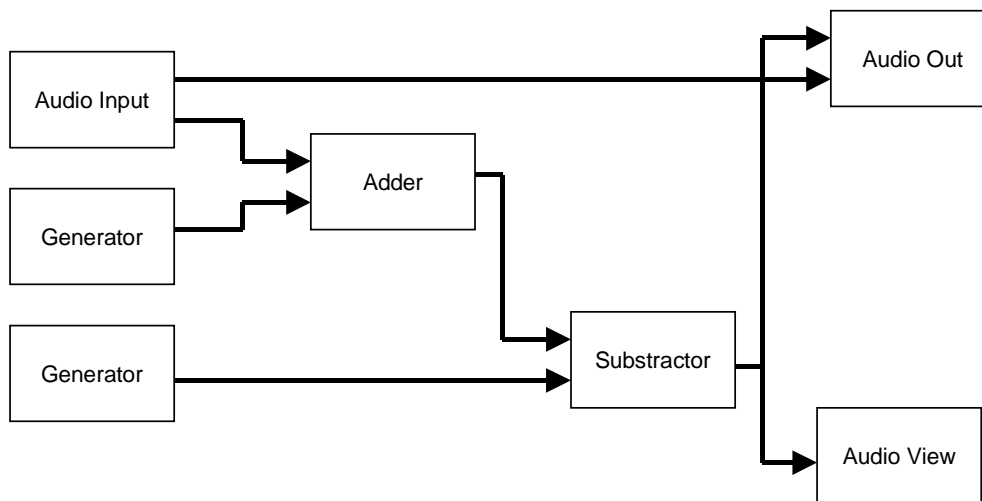 Audio Out
Audio Input
Adder
Generator
Substractor
Generator
Audio View